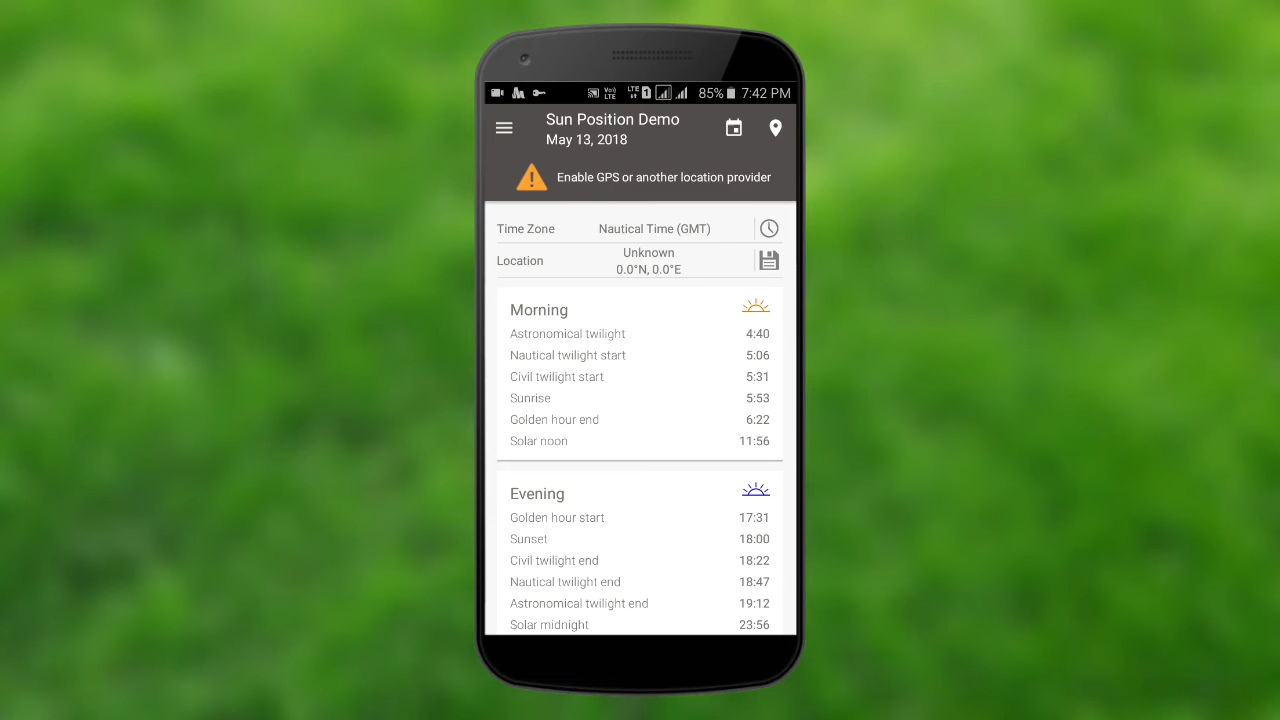 Vo) LTE LTE 1 85% 7:42 PM
Sun Position Demo
May 13, 2018
Enable GPS or another location provider
Time Zone Nautical Time (GMT)
Location Unknown
0.0°N, 0.0°E
Morning
Astronomical twilight 4:40
Nautical twilight start 5:06
Civil twilight start 5:31
Sunrise 5:53
Golden hour end 6:22
Solar noon 11:56
Evening
Golden hour start 17:31
Sunset 18:00
Civil twilight end 18:22
Nautical twilight end 18:47
Astronomical twilight end 19:12
Solar midnight 23:56